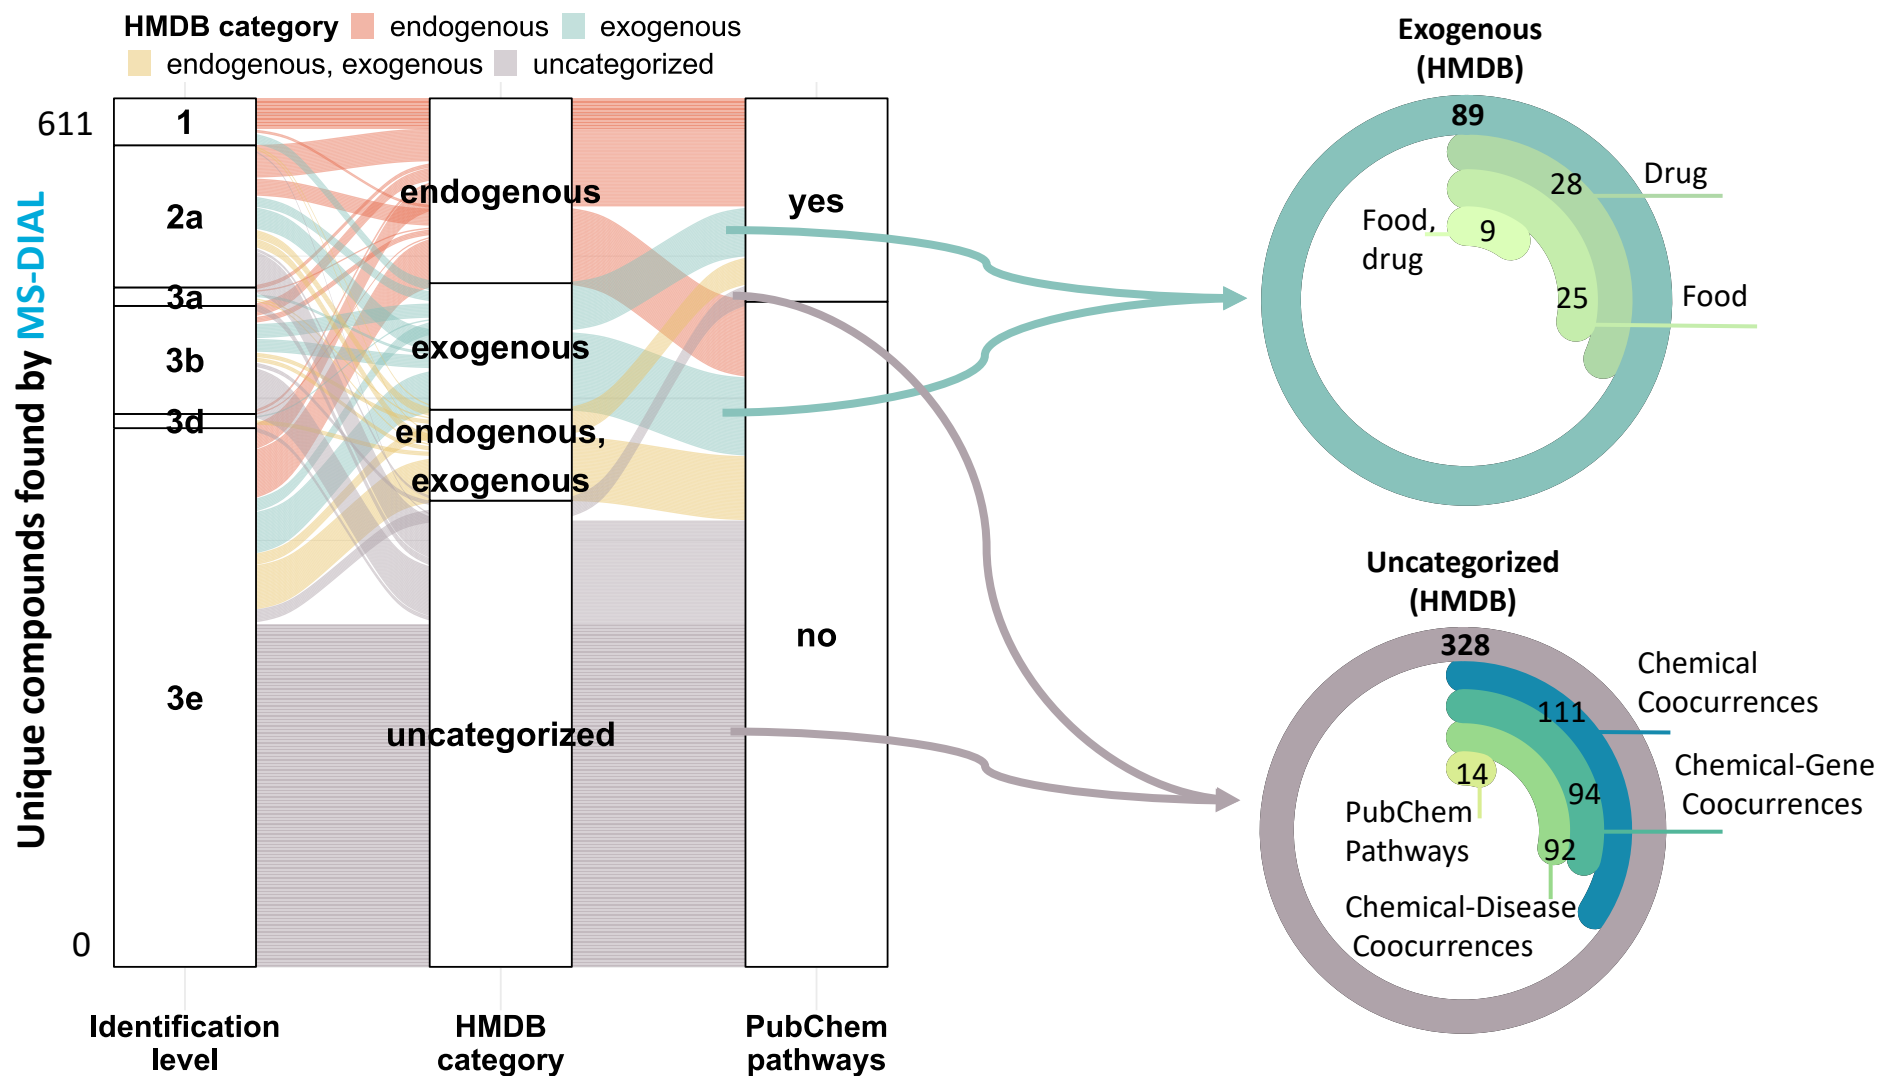 HMDB category endogenous exogenous
endogenous, exogenous uncategorized
611
0
Unique compounds found by MS-DIAL
1
2a
3a
3b
3d
3e
endogenous
exogenous
endogenous,
exogenous
uncategorized
yes
no
Identification
level
HMDB
category
PubChem
pathways
Exogenous
(HMDB)
89
28
Drug
Food,
drug
9
25
Food
Uncategorized
(HMDB)
328
Chemical
Coocurrences
111
Chemical-Gene
Coocurrences
94
14
PubChem
Pathways
92
Chemical-Disease
Coocurrences